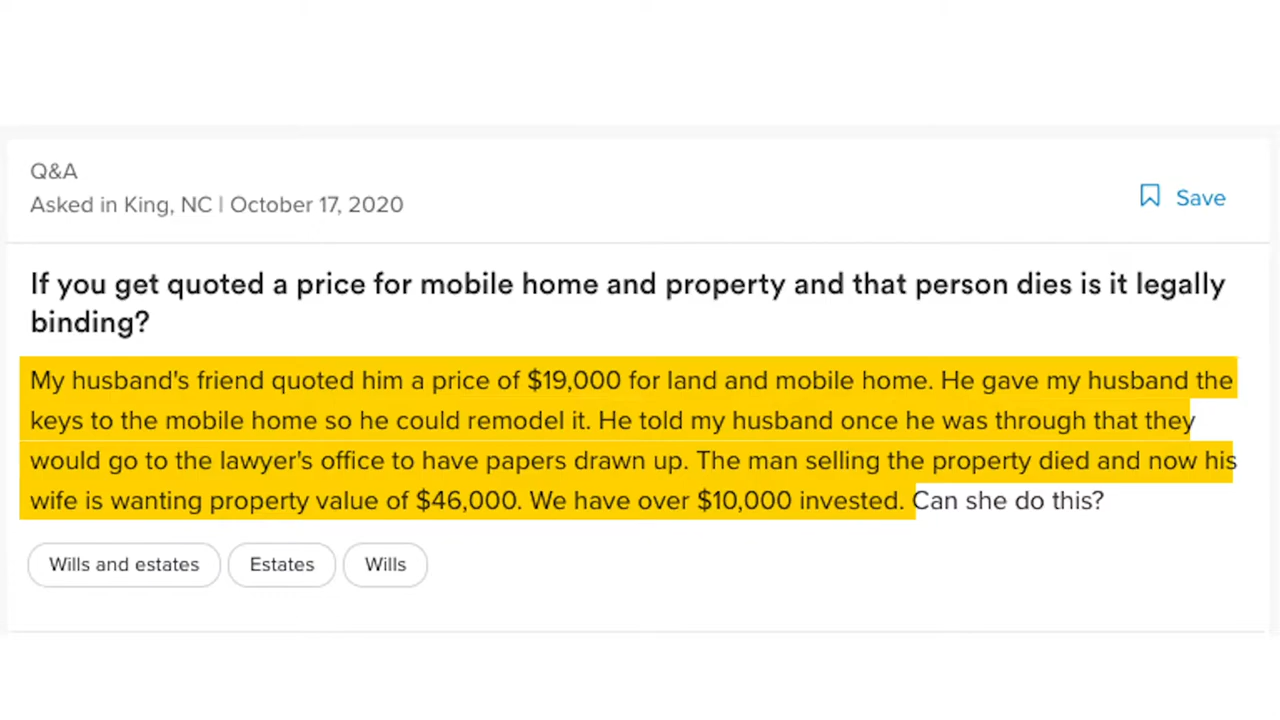 Q&A
Asked in King, NC | October 17, 2020
Save
If you get quoted a price for mobile home and property and that person dies is it legally
binding?
My husband's friend quoted him a price of $19,000 for land and mobile home. He gave my husband the
keys to the mobile home so he could remodel it. He told my husband once he was through that they
would go to the lawyer's office to have papers drawn up. The man selling the property died and now his
wife is wanting property value of $46,000. We have over $10,000 invested. Can she do this?
Wills and estates
Estates
Wills